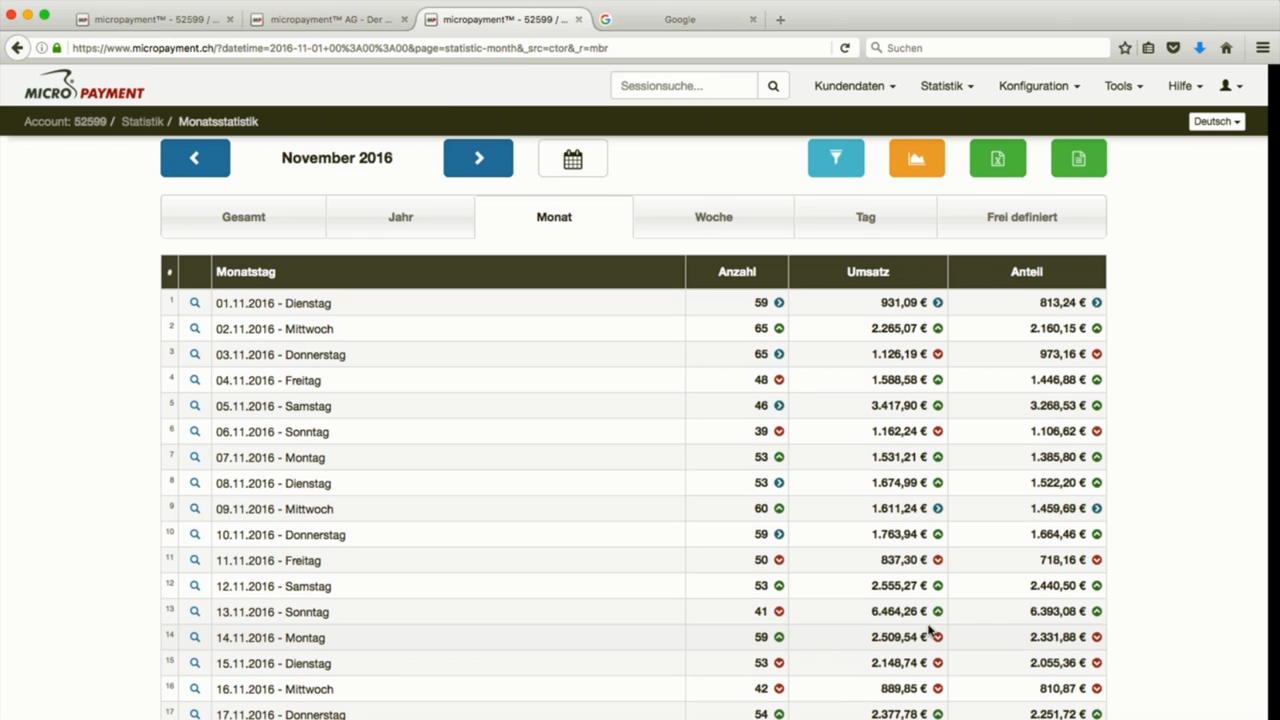 micropayment™ - 52599 / ...
micropayment™ AG - Der ...
micropayment™ - 52599 / ...
Google
https://www.micropayment.ch/?datetime=2016-11-01+00%3A00%3A00&page=statistic-month&_src=ctor&_r=mbr
Suchen
MICRO PAYMENT
Sessionsuche...
Kundendaten
Statistik
Konfiguration
Tools
Hilfe
Account: 52599 / Statistik / Monatsstatistik
Deutsch
November 2016
Gesamt
Jahr
Monat
Woche
Tag
Frei definiert
# Monatstag Anzahl Umsatz Anteil
1 01.11.2016 - Dienstag 59 931,09 € 813,24 €
2 02.11.2016 - Mittwoch 65 2.265,07 € 2.160,15 €
3 03.11.2016 - Donnerstag 65 1.126,19 € 973,16 €
4 04.11.2016 - Freitag 48 1.588,58 € 1.446,88 €
5 05.11.2016 - Samstag 46 3.417,90 € 3.268,53 €
6 06.11.2016 - Sonntag 39 1.162,24 € 1.106,62 €
7 07.11.2016 - Montag 53 1.531,21 € 1.385,80 €
8 08.11.2016 - Dienstag 53 1.674,99 € 1.522,20 €
9 09.11.2016 - Mittwoch 60 1.611,24 € 1.459,69 €
10 10.11.2016 - Donnerstag 59 1.763,94 € 1.664,46 €
11 11.11.2016 - Freitag 50 837,30 € 718,16 €
12 12.11.2016 - Samstag 53 2.555,27 € 2.440,50 €
13 13.11.2016 - Sonntag 41 6.464,26 € 6.393,08 €
14 14.11.2016 - Montag 59 2.509,54 € 2.331,88 €
15 15.11.2016 - Dienstag 53 2.148,74 € 2.055,36 €
16 16.11.2016 - Mittwoch 42 889,85 € 810,87 €
17 17.11.2016 - Donnerstag 54 2.377,78 € 2.251,72 €